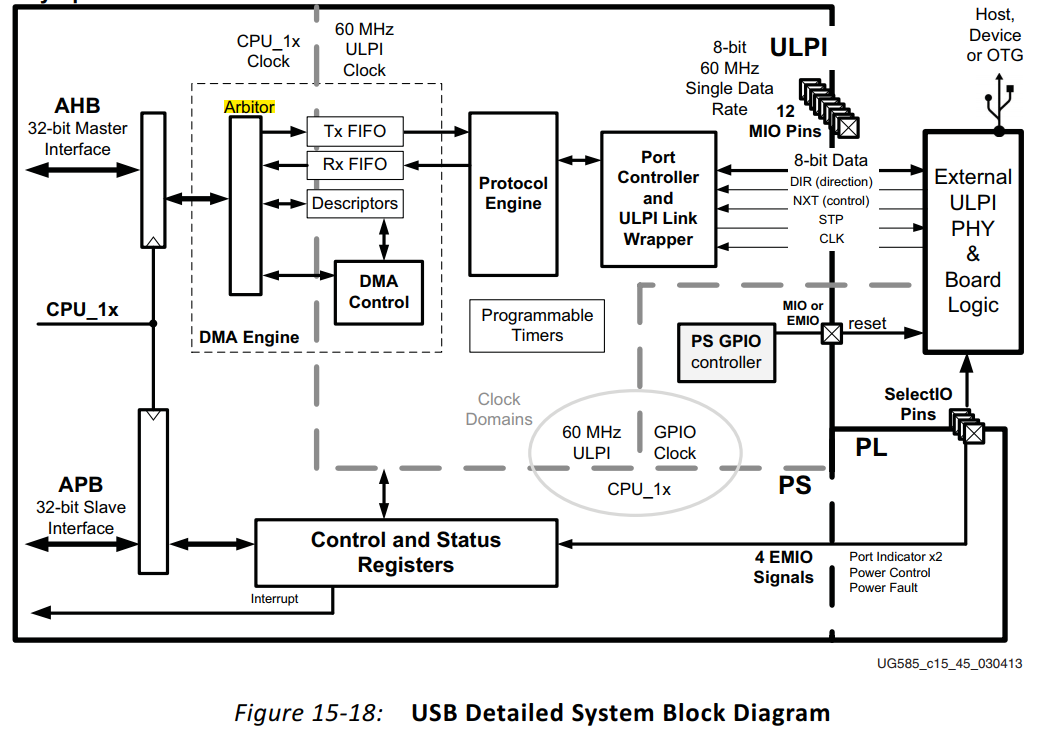 CPU_1x
Clock
60 MHz
ULPI
Clock
8-bit
60 MHz
Single Data
Rate
ULPI
12
MIO Pins
Host,
Device
or OTG
AHB
32-bit Master
Interface
Arbitor
Tx FIFO
Rx FIFO
Descriptors
DMA
Control
DMA Engine
Protocol
Engine
Port
Controller
and
ULPI Link
Wrapper
8-bit Data
DIR (direction)
NXT (control)
STP
CLK
External
ULPI
PHY
&
Board
Logic
CPU_1x
Programmable
Timers
MIO or
EMIO
reset
PS GPIO
controller
Clock
Domains
60 MHz
ULPI
GPIO
Clock
CPU_1x
SelectIO
Pins
PL
PS
APB
32-bit Slave
Interface
Control and Status
Registers
Interrupt
4 EMIO
Signals
Port Indicator x2
Power Control
Power Fault
UG585_c15_45_030413
Figure 15-18: USB Detailed System Block Diagram